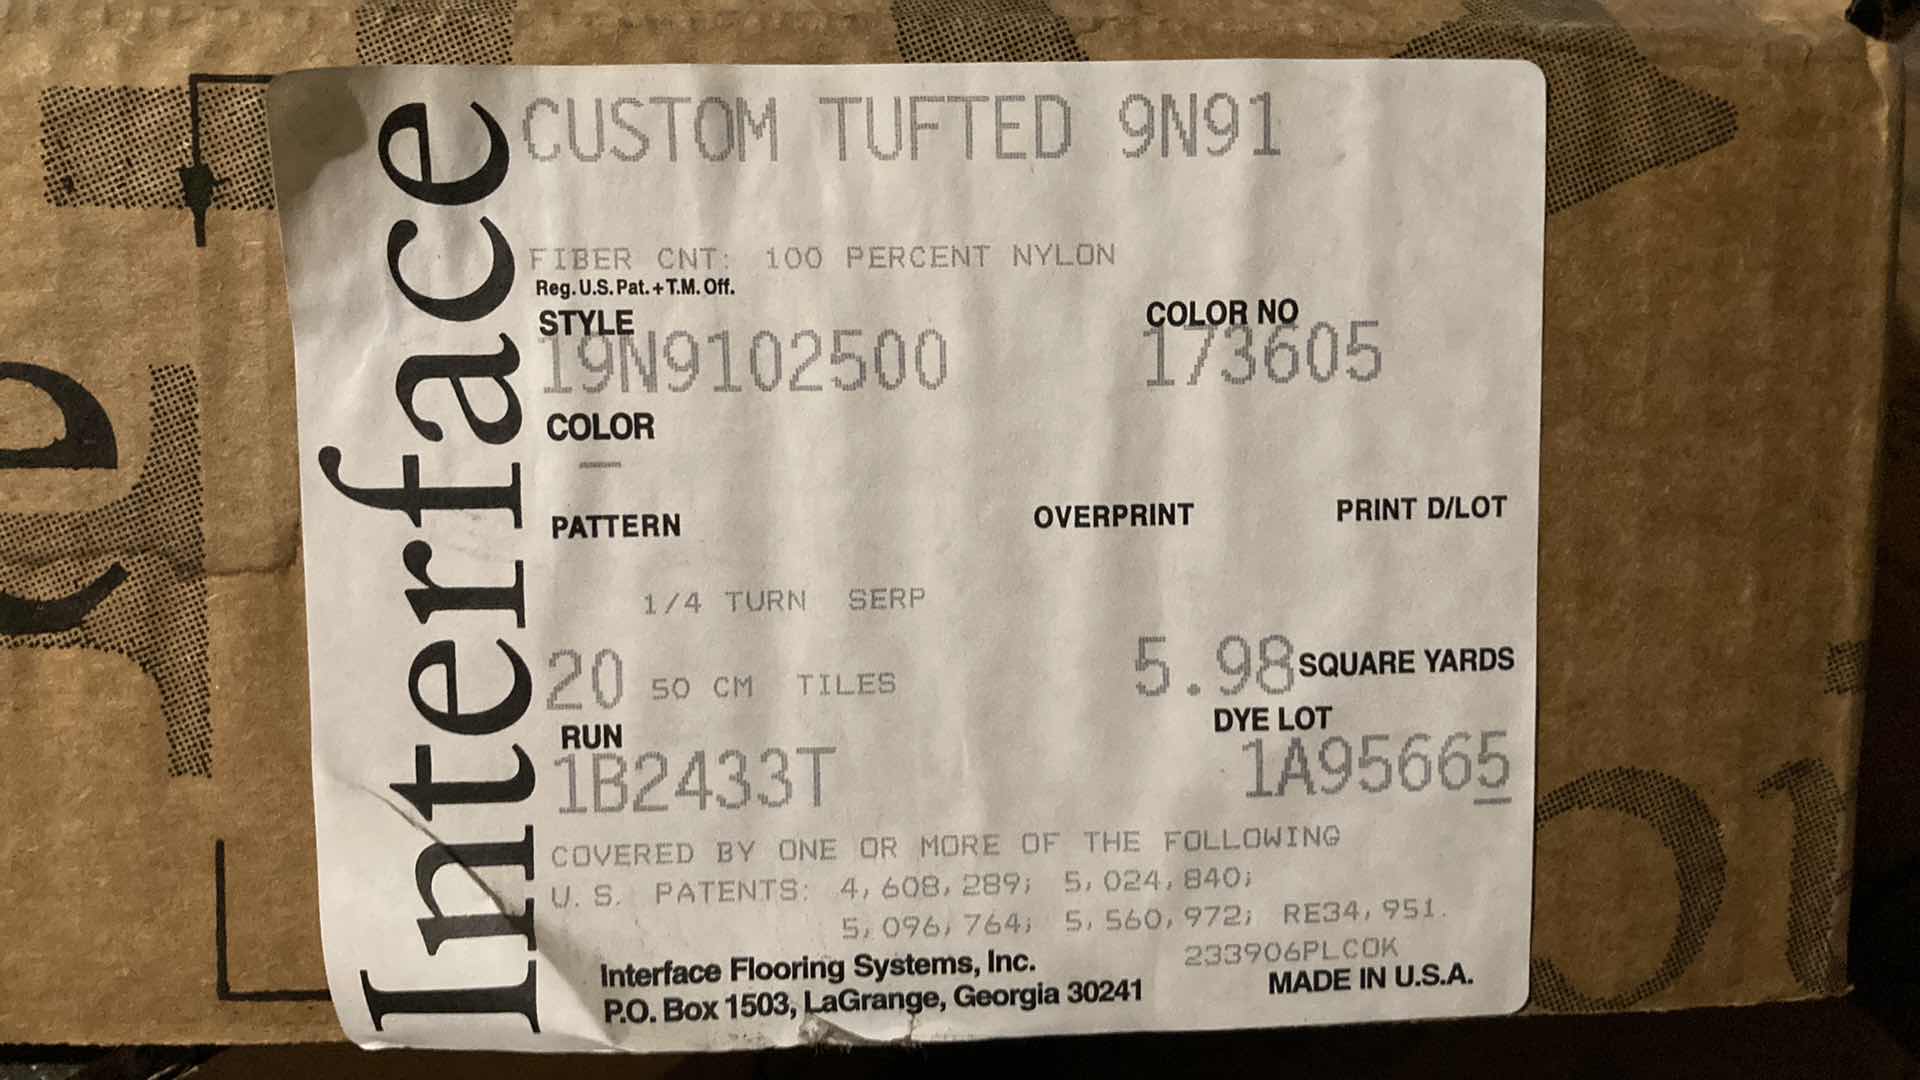 Interface
CUSTOM TUFTED 9N91
FIBER CNT: 100 PERCENT NYLON
Reg. U.S. Pat. + T.M. Off.
STYLE COLOR NO
19N9102500 173605
COLOR
PATTERN OVERPRINT PRINT D/LOT
1/4 TURN SERP
20 50 CM TILES 5.98 SQUARE YARDS
RUN DYE LOT
1B2433T 1A95665
COVERED BY ONE OR MORE OF THE FOLLOWING
U.S. PATENTS: 4,608,289; 5,024,840;
5,096,764; 5,560,972; RE34,951.
233906PLCOK
Interface Flooring Systems, Inc. MADE IN U.S.A.
P.O. Box 1503, LaGrange, Georgia 30241